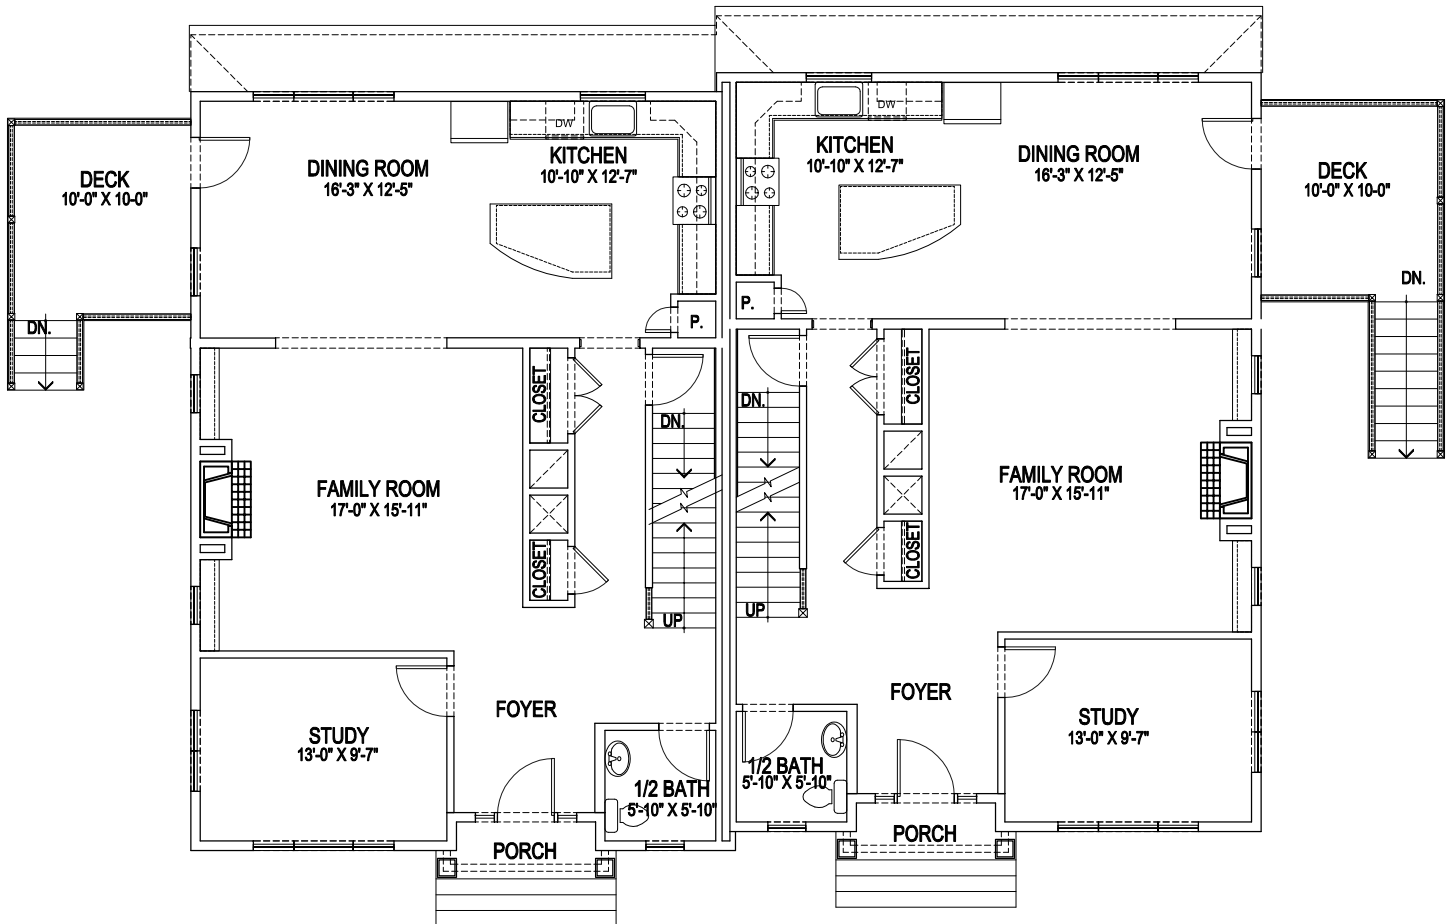 DECK
10'-0" X 10-0"
DN.
DINING ROOM
16'-3" X 12'-5"
DW
KITCHEN
10'-10" X 12'-7"
P.
CLOSET
DN.
FAMILY ROOM
17'-0" X 15'-11"
CLOSET
UP
FOYER
STUDY
13'-0" X 9'-7"
1/2 BATH
5'-10" X 5'-10"
PORCH
DW
KITCHEN
10'-10" X 12'-7"
DINING ROOM
16'-3" X 12'-5"
DECK
10'-0" X 10-0"
DN.
P.
DN.
CLOSET
FAMILY ROOM
17'-0" X 15'-11"
CLOSET
UP
FOYER
STUDY
13'-0" X 9'-7"
1/2 BATH
5'-10" X 5'-10"
PORCH